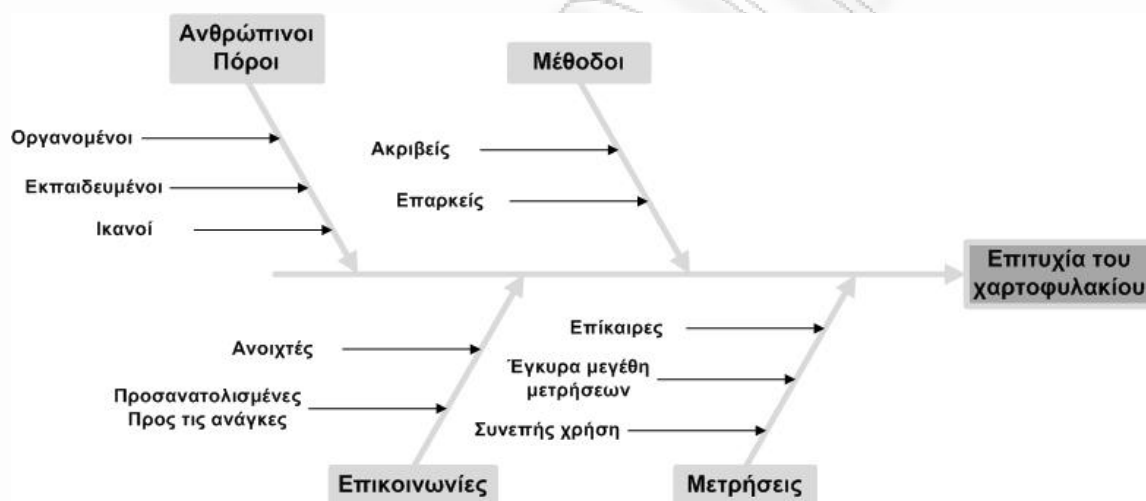 Ανθρώπινοι
Πόροι
Μέθοδοι
Οργανομένοι
Εκπαιδευμένοι
Ικανοί
Ακριβείς
Επαρκείς
Επιτυχία του
χαρτοφυλακίου
Ανοιχτές
Προσανατολισμένες
Προς τις ανάγκες
Επίκαιρες
Έγκυρα μεγέθη
μετρήσεων
Συνεπής χρήση
Επικοινωνίες
Μετρήσεις